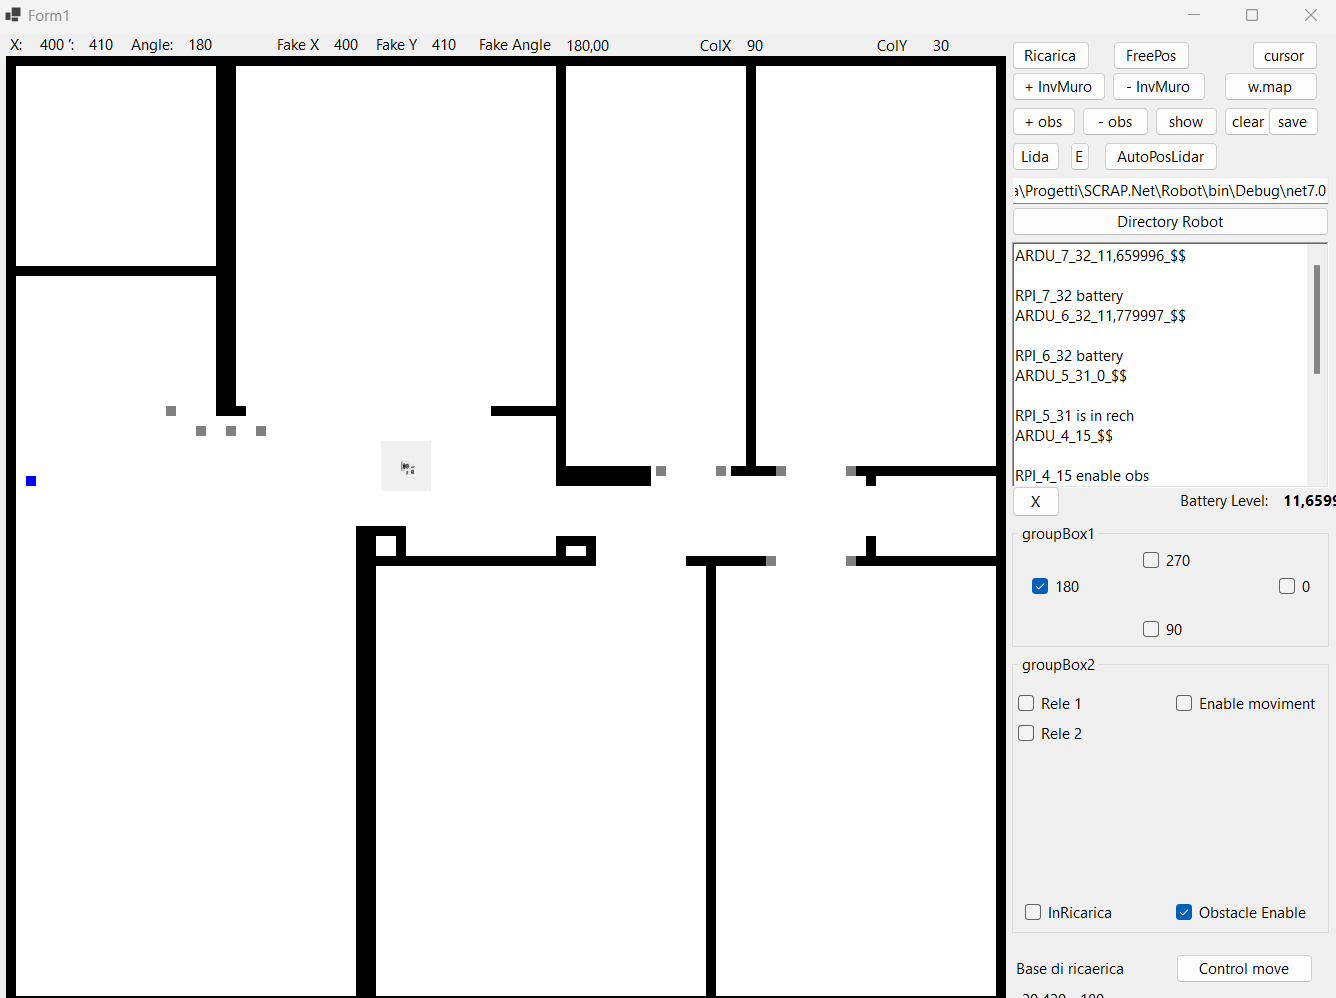 Form1
X: 400 ': 410 Angle: 180 Fake X 400 Fake Y 410 Fake Angle 180,00 ColX 90 ColY 30
Ricarica FreePos cursor
+ InvMuro - InvMuro w.map
+ obs - obs show clear save
Lida E AutoPosLidar
a\Progetti\SCRAP.Net\Robot\bin\Debug\net7.0
Directory Robot
ARDU_7_32_11,659996_$$
RPI_7_32 battery
ARDU_6_32_11,779997_$$
RPI_6_32 battery
ARDU_5_31_0_$$
RPI_5_31 is in rech
ARDU_4_15_$$
RPI_4_15 enable obs
X Battery Level: 11,6599
groupBox1
270
180 0
90
groupBox2
Rele 1 Enable moviment
Rele 2
InRicarica Obstacle Enable
Base di ricaerica Control move